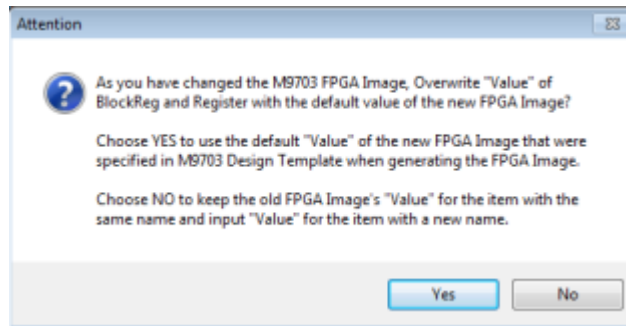 Attention
As you have changed the M9703 FPGA Image, Overwrite "Value" of
BlockReg and Register with the default value of the new FPGA Image?
Choose YES to use the default "Value" of the new FPGA Image that were
specified in M9703 Design Template when generating the FPGA Image.
Choose NO to keep the old FPGA Image's "Value" for the item with the
same name and input "Value" for the item with a new name.
Yes No